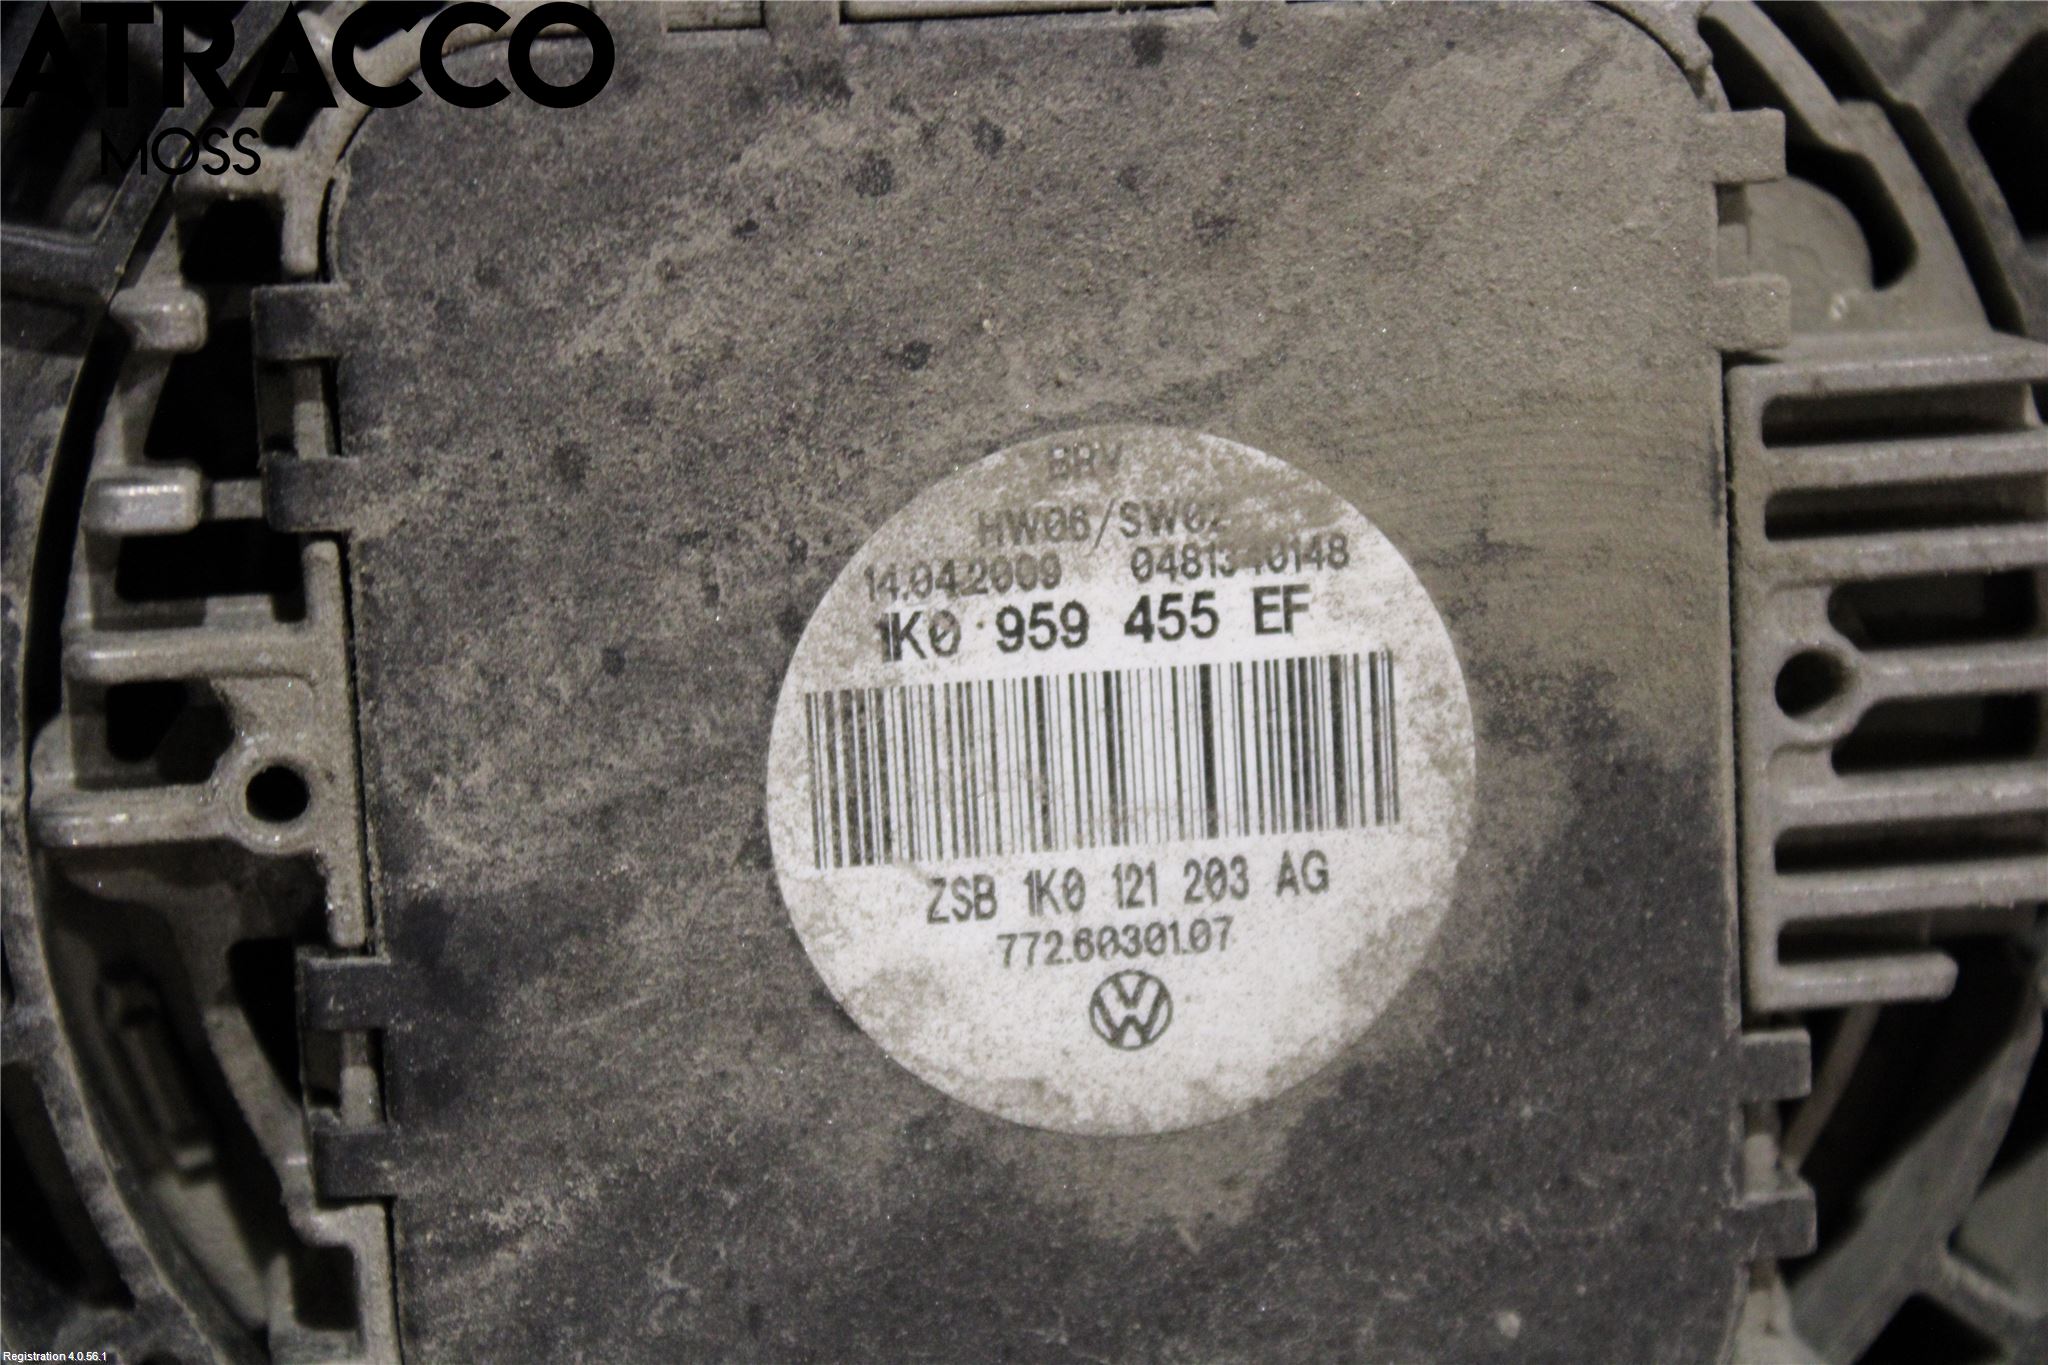 ATRACCO
MOSS
BRV
HW06/SW02
14.04.2009 0481340148
1K0 959 455 EF
ZSB 1K0 121 203 AG
772.60301.07
Registration 4.0.56.1